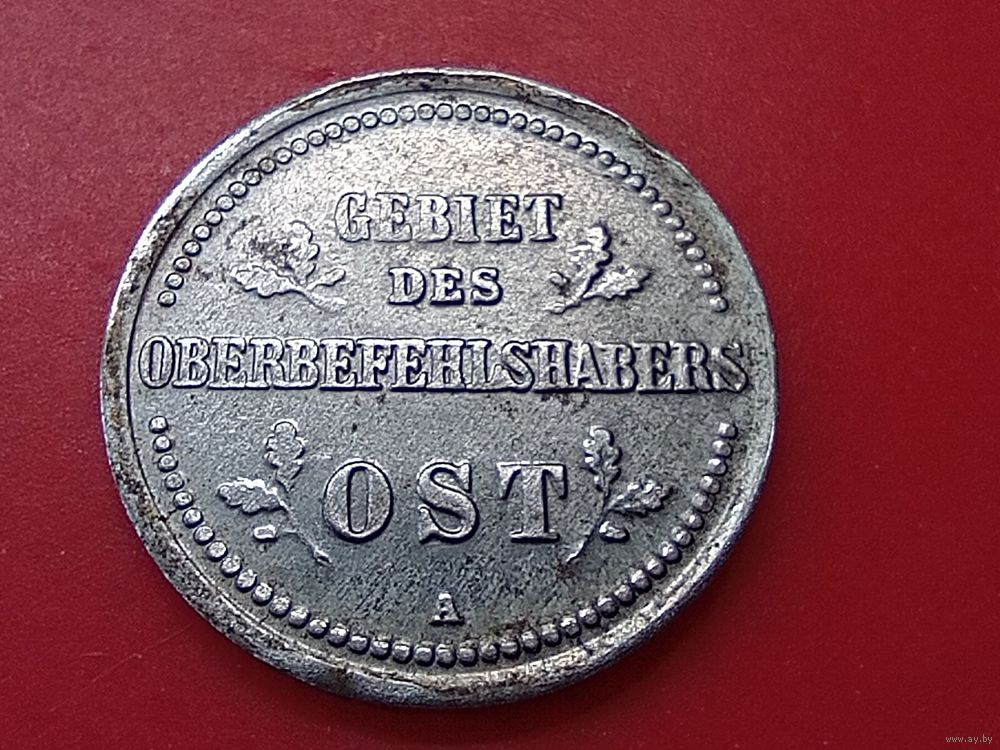 GEBIET
DES
OBERBEFEHLSHABERS
OST
A
www.ay.by